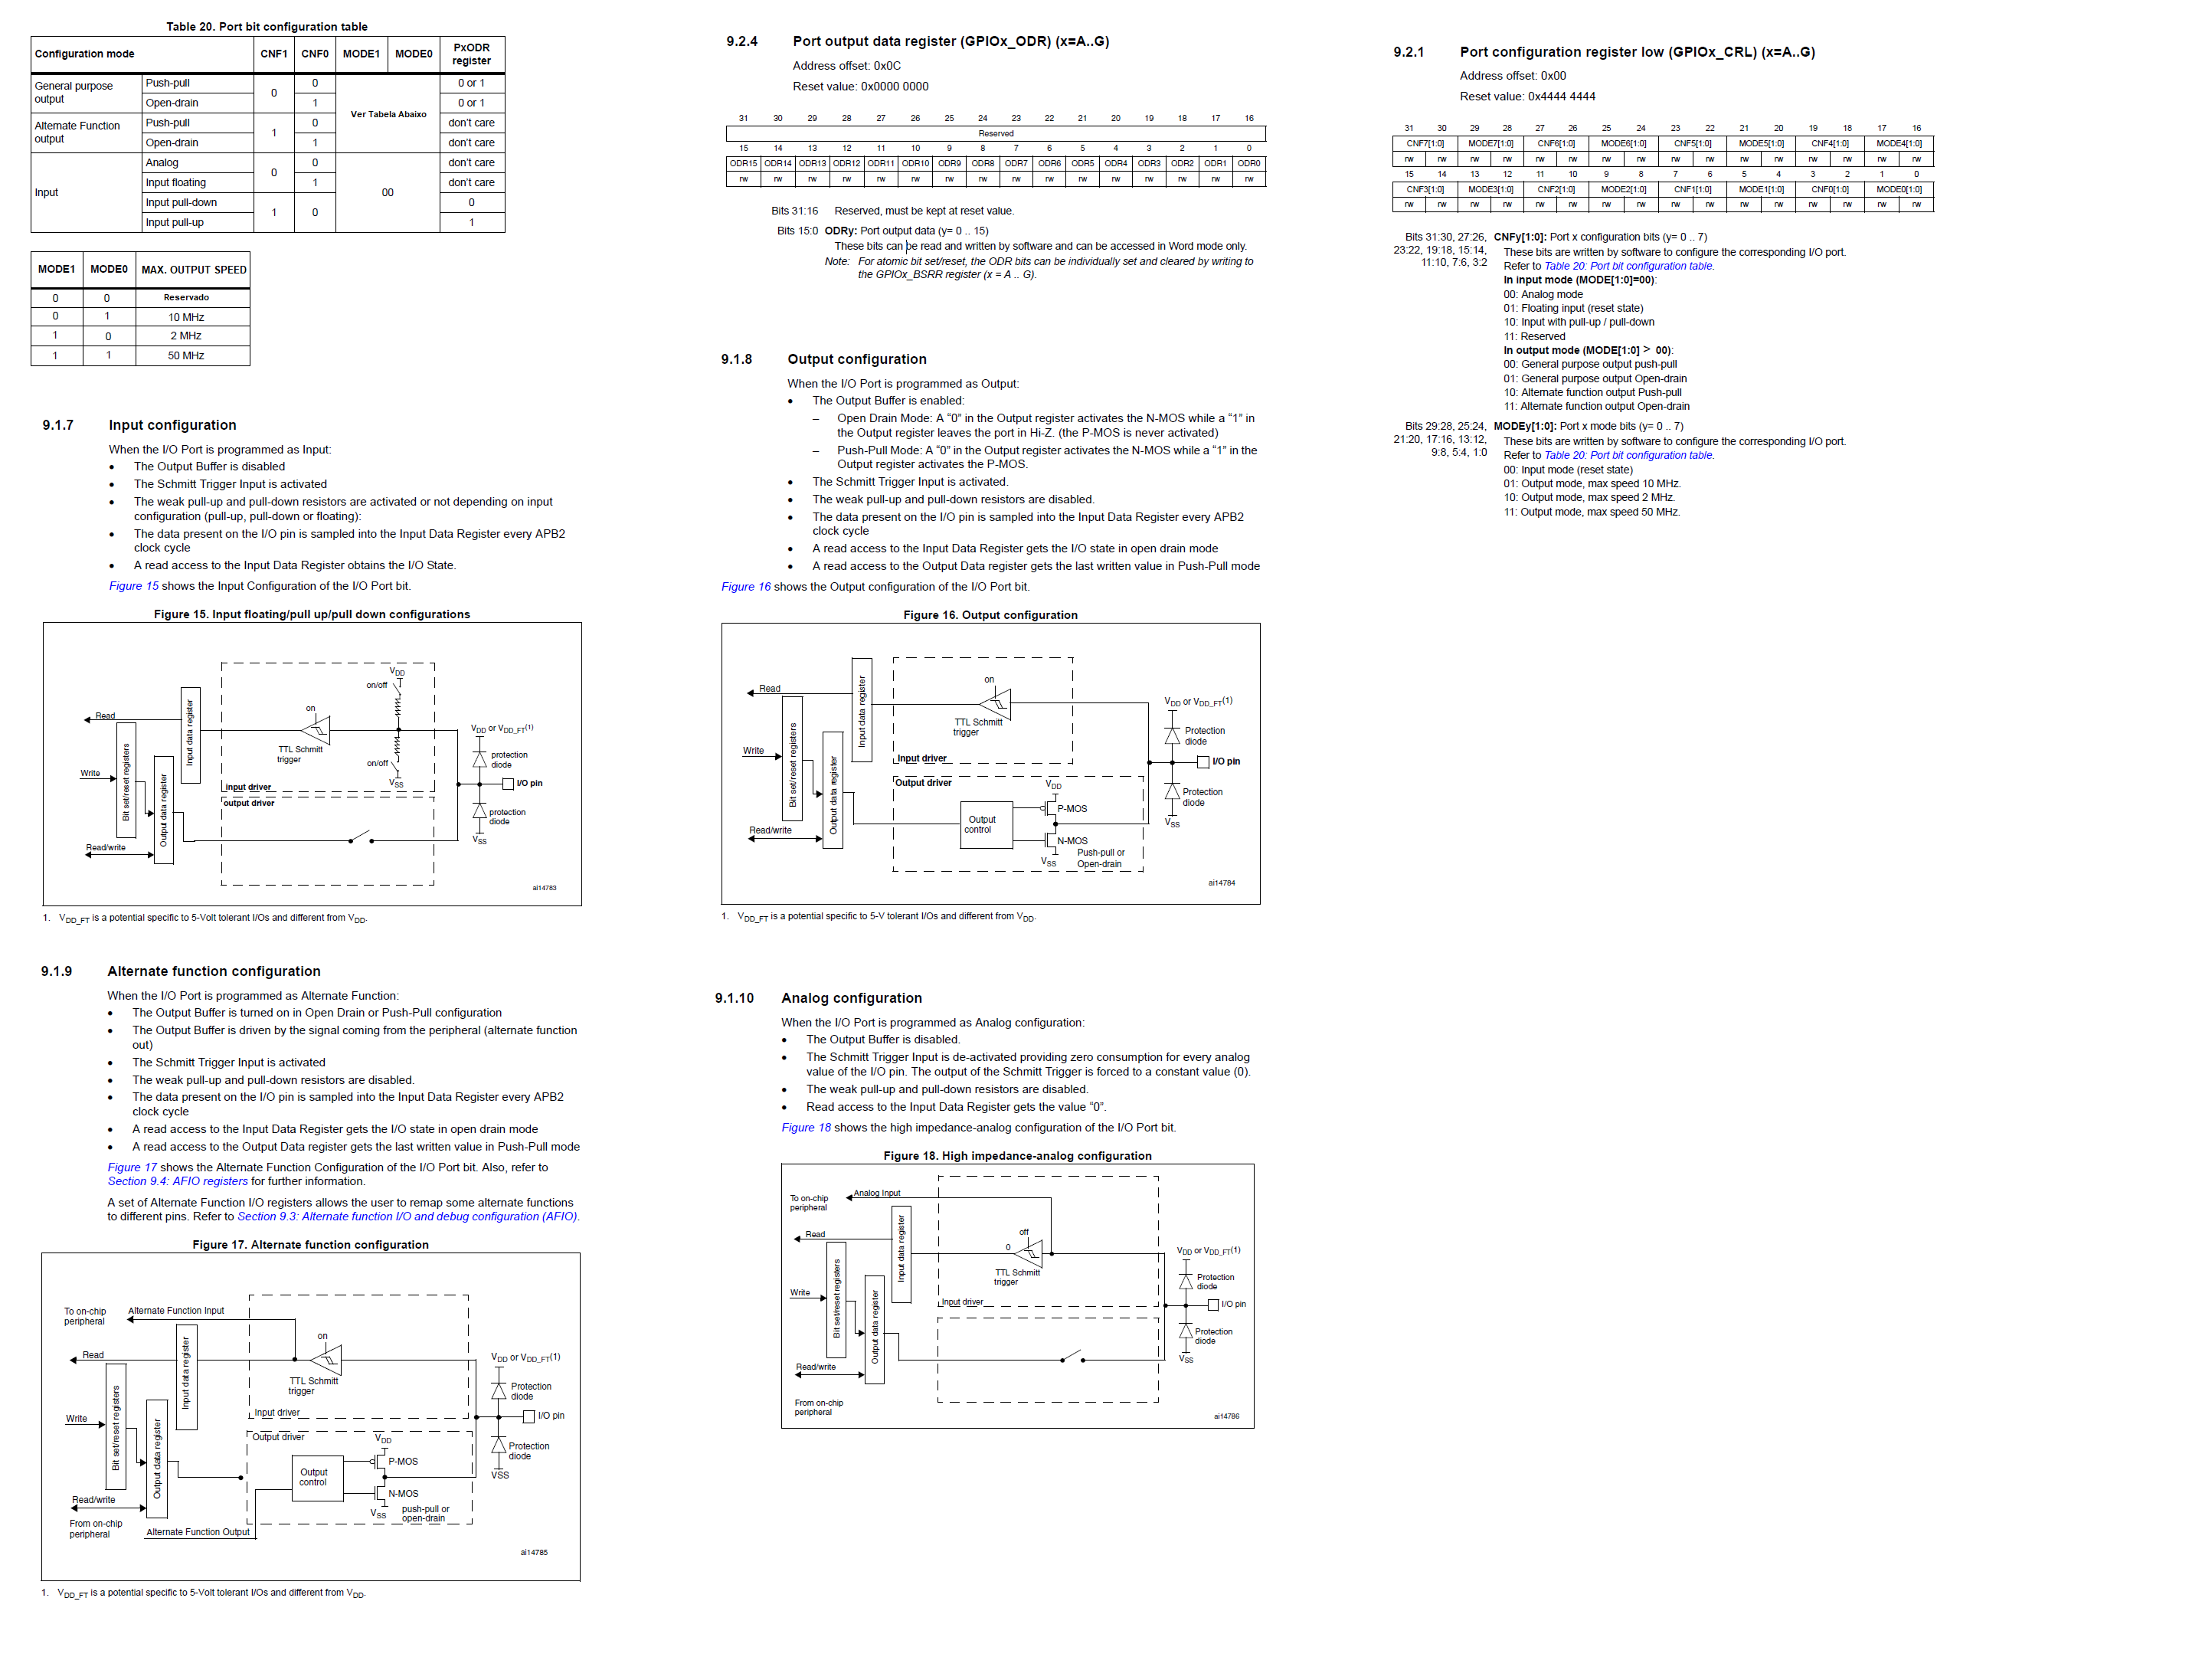 Table 20. Port bit configuration table
Configuration mode CNF1 CNF0 MODE1 MODE0 PxODR register
General purpose output Push-pull 0 0 Ver Tabela Abaixo 0 or 1
Open-drain 1 0 or 1
Alternate Function output Push-pull 1 0 don't care
Open-drain 1 don't care
Input Analog 0 0 00 don't care
Input floating 1 don't care
Input pull-down 1 0 0
Input pull-up 1
MODE1 MODE0 MAX. OUTPUT SPEED
0 0 Reservado
0 1 10 MHz
1 0 2 MHz
1 1 50 MHz
9.1.7 Input configuration
When the I/O Port is programmed as Input:
• The Output Buffer is disabled
• The Schmitt Trigger Input is activated
• The weak pull-up and pull-down resistors are activated or not depending on input
configuration (pull-up, pull-down or floating):
• The data present on the I/O pin is sampled into the Input Data Register every APB2
clock cycle
• A read access to the Input Data Register obtains the I/O State.
Figure 15 shows the Input Configuration of the I/O Port bit.
Figure 15. Input floating/pull up/pull down configurations
Read
Write
Read/write
Bit set/reset registers
Input data register
Output data register
on
TTL Schmitt
trigger
VDD
on/off
on/off
VSS
input driver
output driver
VDD or VDD_FT(1)
protection
diode
I/O pin
protection
diode
VSS
ai14783
1. VDD_FT is a potential specific to 5-Volt tolerant I/Os and different from VDD.
9.1.9 Alternate function configuration
When the I/O Port is programmed as Alternate Function:
• The Output Buffer is turned on in Open Drain or Push-Pull configuration
• The Output Buffer is driven by the signal coming from the peripheral (alternate function
out)
• The Schmitt Trigger Input is activated
• The weak pull-up and pull-down resistors are disabled.
• The data present on the I/O pin is sampled into the Input Data Register every APB2
clock cycle
• A read access to the Input Data Register gets the I/O state in open drain mode
• A read access to the Output Data register gets the last written value in Push-Pull mode
Figure 17 shows the Alternate Function Configuration of the I/O Port bit. Also, refer to
Section 9.4: AFIO registers for further information.
A set of Alternate Function I/O registers allows the user to remap some alternate functions
to different pins. Refer to Section 9.3: Alternate function I/O and debug configuration (AFIO).
Figure 17. Alternate function configuration
To on-chip
peripheral
Alternate Function Input
Read
Write
Read/write
From on-chip
peripheral
Alternate Function Output
Bit set/reset registers
Input data register
Output data register
on
TTL Schmitt
trigger
Input driver
Output driver
Output
control
VDD
P-MOS
N-MOS
VSS
push-pull or
open-drain
VDD or VDD_FT(1)
Protection
diode
I/O pin
Protection
diode
VSS
ai14785
1. VDD_FT is a potential specific to 5-Volt tolerant I/Os and different from VDD.
9.2.4 Port output data register (GPIOx_ODR) (x=A..G)
Address offset: 0x0C
Reset value: 0x0000 0000
31 30 29 28 27 26 25 24 23 22 21 20 19 18 17 16
Reserved
15 14 13 12 11 10 9 8 7 6 5 4 3 2 1 0
ODR15 ODR14 ODR13 ODR12 ODR11 ODR10 ODR9 ODR8 ODR7 ODR6 ODR5 ODR4 ODR3 ODR2 ODR1 ODR0
rw rw rw rw rw rw rw rw rw rw rw rw rw rw rw rw
Bits 31:16 Reserved, must be kept at reset value.
Bits 15:0 ODRy: Port output data (y= 0 .. 15)
These bits can be read and written by software and can be accessed in Word mode only.
Note: For atomic bit set/reset, the ODR bits can be individually set and cleared by writing to
the GPIOx_BSRR register (x = A .. G).
9.1.8 Output configuration
When the I/O Port is programmed as Output:
• The Output Buffer is enabled:
– Open Drain Mode: A “0” in the Output register activates the N-MOS while a “1” in
the Output register leaves the port in Hi-Z. (the P-MOS is never activated)
– Push-Pull Mode: A “0” in the Output register activates the N-MOS while a “1” in the
Output register activates the P-MOS.
• The Schmitt Trigger Input is activated.
• The weak pull-up and pull-down resistors are disabled.
• The data present on the I/O pin is sampled into the Input Data Register every APB2
clock cycle
• A read access to the Input Data Register gets the I/O state in open drain mode
• A read access to the Output Data register gets the last written value in Push-Pull mode
Figure 16 shows the Output configuration of the I/O Port bit.
Figure 16. Output configuration
Read
Write
Read/write
Bit set/reset registers
Input data register
Output data register
on
TTL Schmitt
trigger
Input driver
Output driver
Output
control
VDD
P-MOS
N-MOS
VSS
Push-pull or
Open-drain
VDD or VDD_FT(1)
Protection
diode
I/O pin
Protection
diode
VSS
ai14784
1. VDD_FT is a potential specific to 5-V tolerant I/Os and different from VDD.
9.1.10 Analog configuration
When the I/O Port is programmed as Analog configuration:
• The Output Buffer is disabled.
• The Schmitt Trigger Input is de-activated providing zero consumption for every analog
value of the I/O pin. The output of the Schmitt Trigger is forced to a constant value (0).
• The weak pull-up and pull-down resistors are disabled.
• Read access to the Input Data Register gets the value “0”.
Figure 18 shows the high impedance-analog configuration of the I/O Port bit.
Figure 18. High impedance-analog configuration
To on-chip
peripheral
Analog Input
Read
Write
Read/write
From on-chip
peripheral
Bit set/reset registers
Input data register
Output data register
off
0
TTL Schmitt
trigger
Input driver
VDD or VDD_FT(1)
Protection
diode
I/O pin
Protection
diode
VSS
ai14786
9.2.1 Port configuration register low (GPIOx_CRL) (x=A..G)
Address offset: 0x00
Reset value: 0x4444 4444
31 30 29 28 27 26 25 24 23 22 21 20 19 18 17 16
CNF7[1:0] MODE7[1:0] CNF6[1:0] MODE6[1:0] CNF5[1:0] MODE5[1:0] CNF4[1:0] MODE4[1:0]
rw rw rw rw rw rw rw rw rw rw rw rw rw rw rw rw
15 14 13 12 11 10 9 8 7 6 5 4 3 2 1 0
CNF3[1:0] MODE3[1:0] CNF2[1:0] MODE2[1:0] CNF1[1:0] MODE1[1:0] CNF0[1:0] MODE0[1:0]
rw rw rw rw rw rw rw rw rw rw rw rw rw rw rw rw
Bits 31:30, 27:26, CNFy[1:0]: Port x configuration bits (y= 0 .. 7)
23:22, 19:18, 15:14, These bits are written by software to configure the corresponding I/O port.
11:10, 7:6, 3:2 Refer to Table 20: Port bit configuration table.
In input mode (MODE[1:0]=00):
00: Analog mode
01: Floating input (reset state)
10: Input with pull-up / pull-down
11: Reserved
In output mode (MODE[1:0] > 00):
00: General purpose output push-pull
01: General purpose output Open-drain
10: Alternate function output Push-pull
11: Alternate function output Open-drain
Bits 29:28, 25:24, MODEy[1:0]: Port x mode bits (y= 0 .. 7)
21:20, 17:16, 13:12, These bits are written by software to configure the corresponding I/O port.
9:8, 5:4, 1:0 Refer to Table 20: Port bit configuration table.
00: Input mode (reset state)
01: Output mode, max speed 10 MHz.
10: Output mode, max speed 2 MHz.
11: Output mode, max speed 50 MHz.